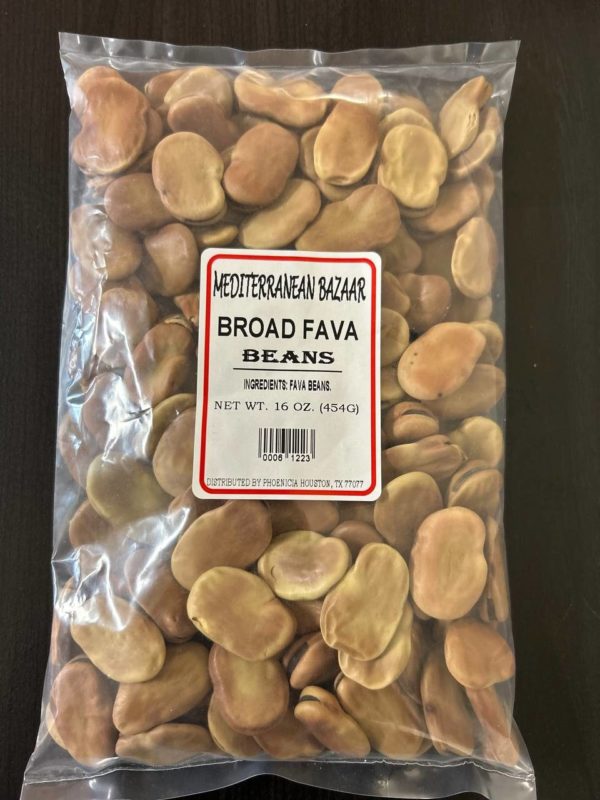 MEDITERRANEAN BAZAAR
BROAD FAVA
BEANS
INGREDIENTS: FAVA BEANS.
NET WT. 16 OZ. (454G)
0006 1223
DISTRIBUTED BY PHOENICIA HOUSTON, TX 77077